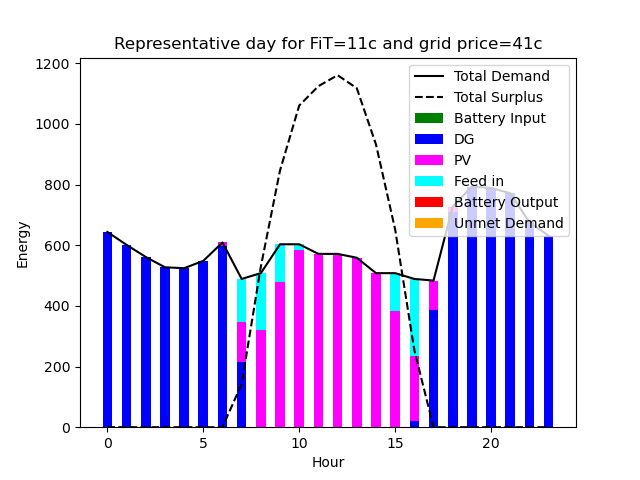 Representative day for FiT=11c and grid price=41c
1200
1000
800
600
400
200
0
Energy
0
5
10
15
20
Hour
Total Demand
Total Surplus
Battery Input
DG
PV
Feed in
Battery Output
Unmet Demand